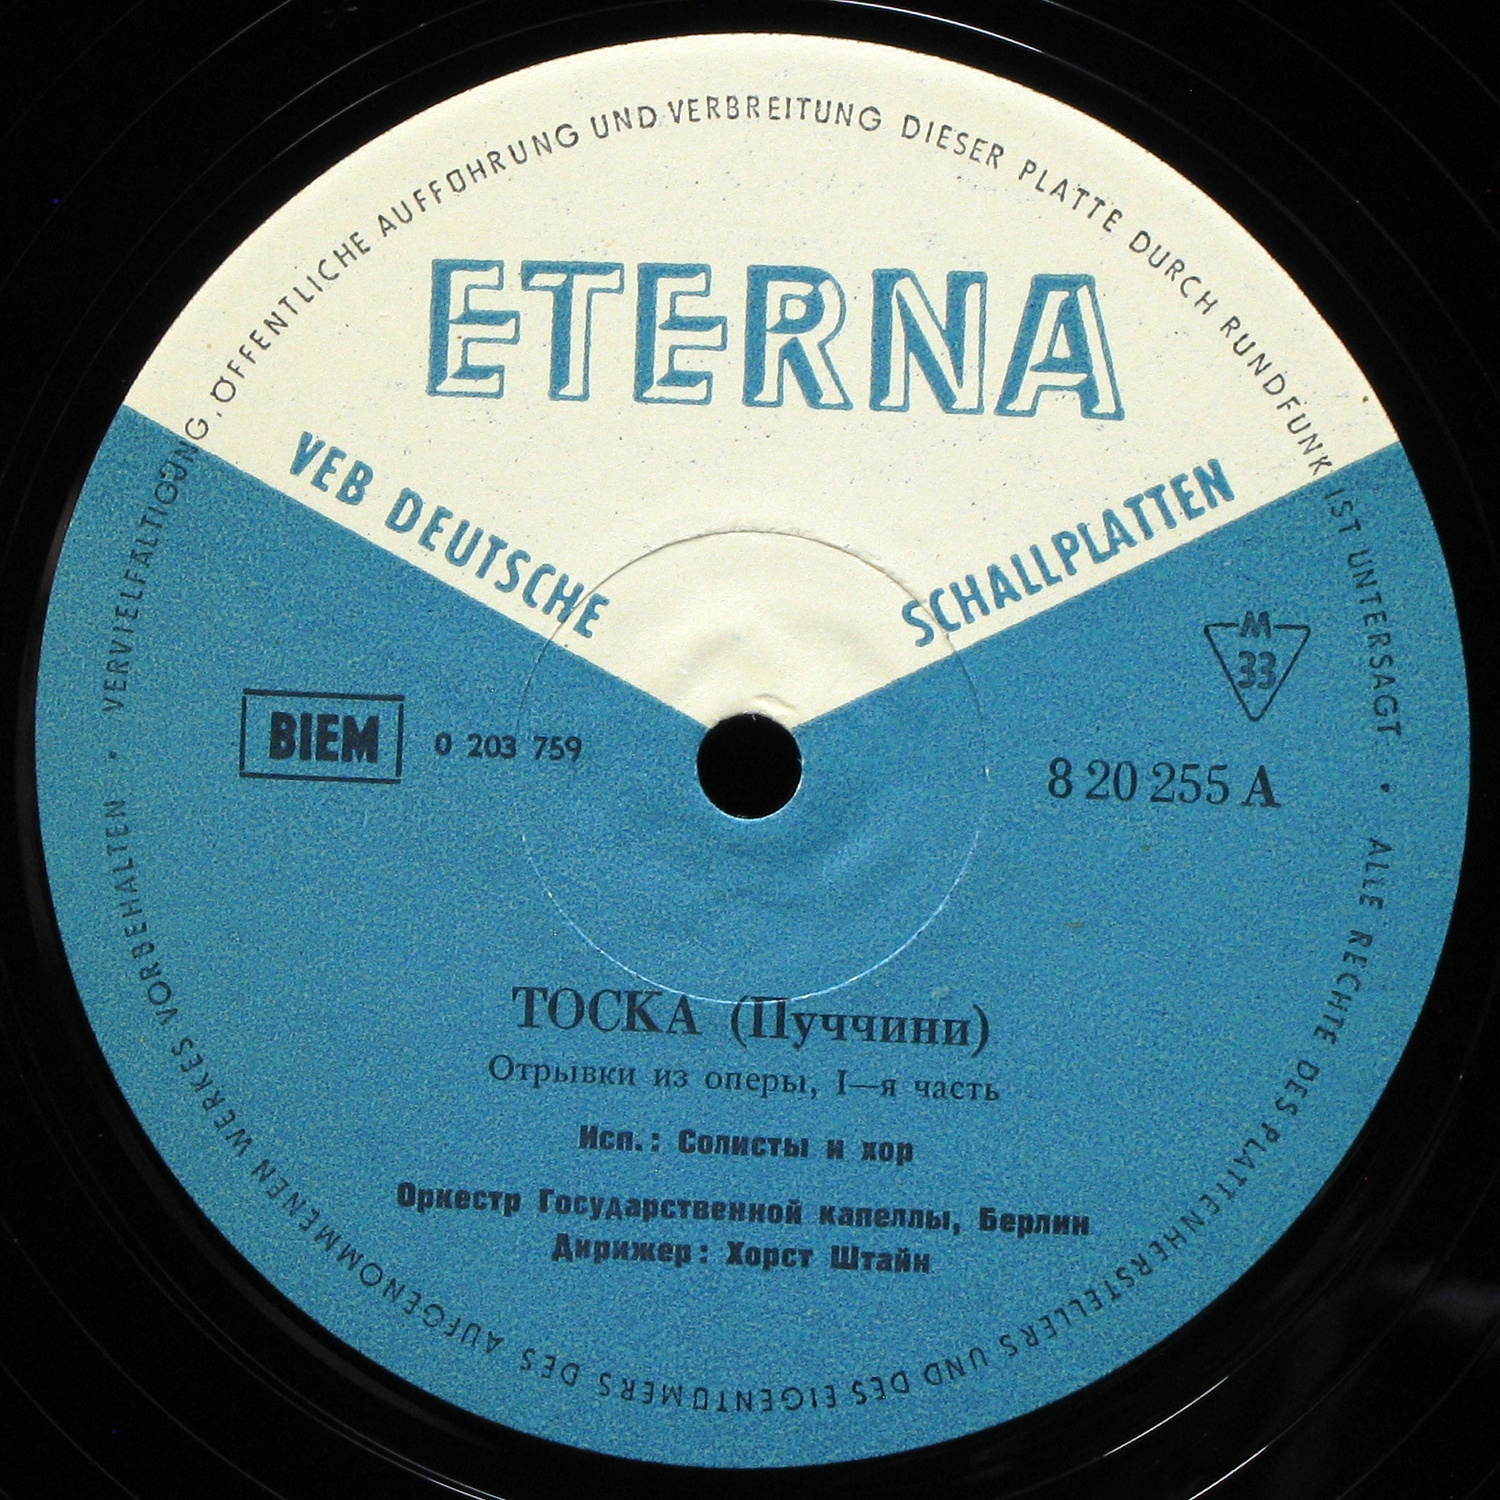 ETERNA
VEB DEUTSCHE SCHALLPLATTEN
M
33
BIEM 0 203 759
8 20 255 A
ТОСКА (Пуччини)
Отрывки из оперы, I—я часть
Исп.: Солисты и хор
Оркестр Государственной капеллы, Берлин
Дирижер: Хорст Штайн
• VERVIELFÄLTIGUNG, ÖFFENTLICHE AUFFÜHRUNG UND VERBREITUNG DIESER PLATTE DURCH RUNDFUNK IST UNTERSAGT. • ALLE RECHTE DES PLATTENHERSTELLERS UND DES EIGENTÜMERS DES AUFGENOMMENEN WERKES VORBEHALTEN